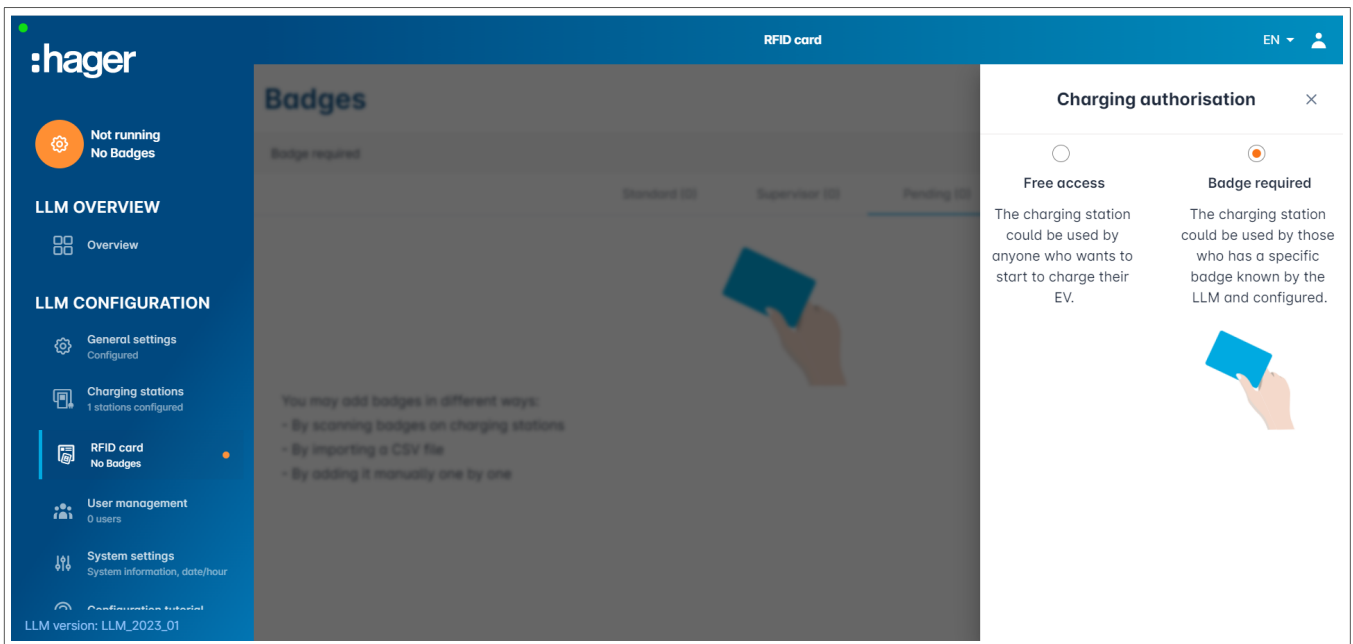 :hager
RFID card
EN
Not running
No Badges
LLM OVERVIEW
Overview
LLM CONFIGURATION
General settings
Configured
Charging stations
1 stations configured
RFID card
No Badges
User management
0 users
System settings
System information, date/hour
Configuration tutorial
LLM version: LLM_2023_01
Badges
Badge required
Standard (0) Supervisor (0) Pending (0)
You may add badges in different ways:
- By scanning badges on charging stations
- By importing a CSV file
- By adding it manually one by one
Charging authorisation
Free access
The charging station
could be used by
anyone who wants to
start to charge their
EV.
Badge required
The charging station
could be used by those
who has a specific
badge known by the
LLM and configured.